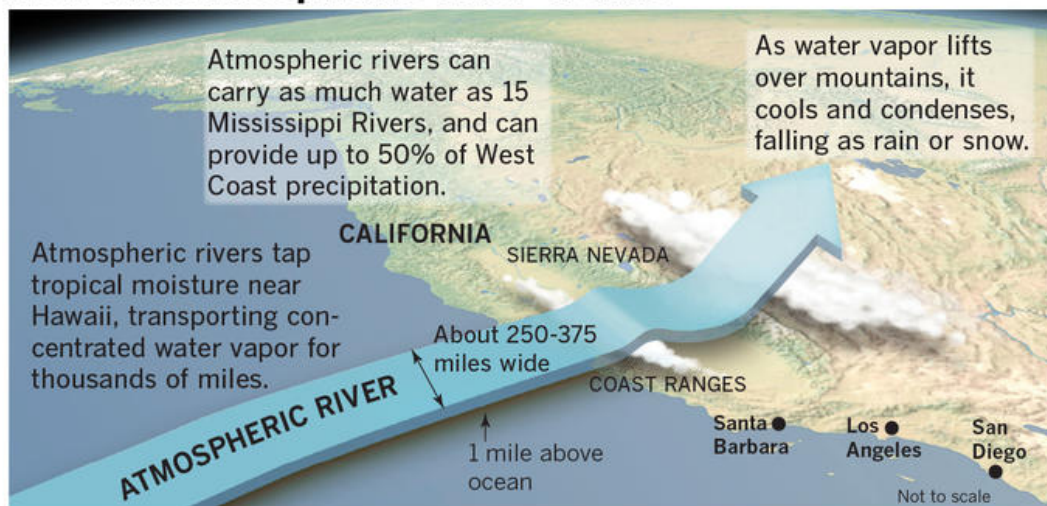 Atmospheric rivers can
carry as much water as 15
Mississippi Rivers, and can
provide up to 50% of West
Coast precipitation.
As water vapor lifts
over mountains, it
cools and condenses,
falling as rain or snow.
CALIFORNIA
SIERRA NEVADA
Atmospheric rivers tap
tropical moisture near
Hawaii, transporting con-
centrated water vapor for
thousands of miles.
About 250-375
miles wide
COAST RANGES
ATMOSPHERIC RIVER
1 mile above
ocean
Santa
Barbara
Los
Angeles
San
Diego
Not to scale